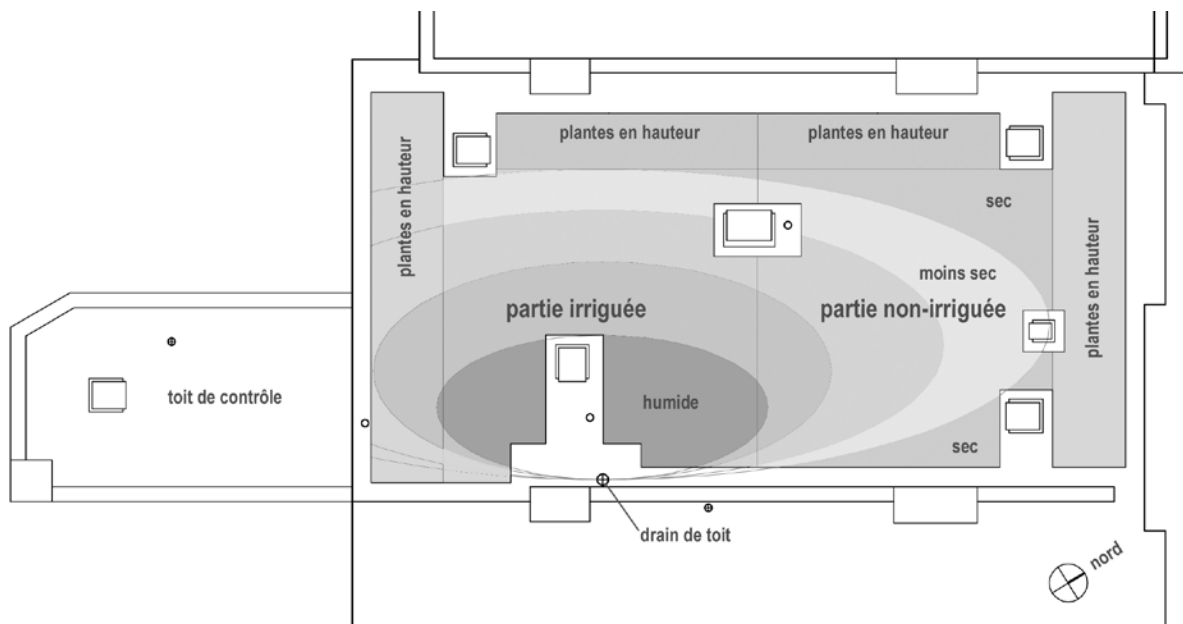 plantes en hauteur
plantes en hauteur
plantes en hauteur
plantes en hauteur
sec
moins sec
partie irriguée
partie non-irriguée
toit de contrôle
humide
sec
drain de toit
nord